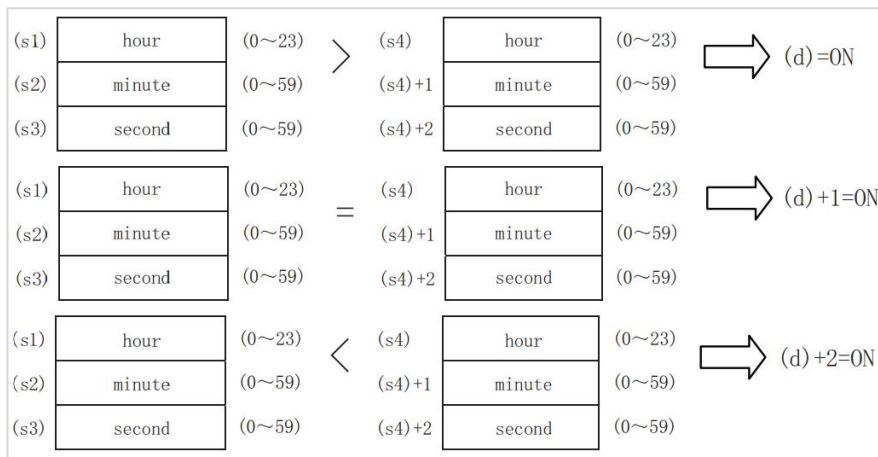 (s1) hour (0～23) > (s4) hour (0～23) (d)=ON
(s2) minute (0～59) (s4)+1 minute (0～59)
(s3) second (0～59) (s4)+2 second (0～59)
(s1) hour (0～23) = (s4) hour (0～23) (d)+1=ON
(s2) minute (0～59) (s4)+1 minute (0～59)
(s3) second (0～59) (s4)+2 second (0～59)
(s1) hour (0～23) < (s4) hour (0～23) (d)+2=ON
(s2) minute (0～59) (s4)+1 minute (0～59)
(s3) second (0～59) (s4)+2 second (0～59)